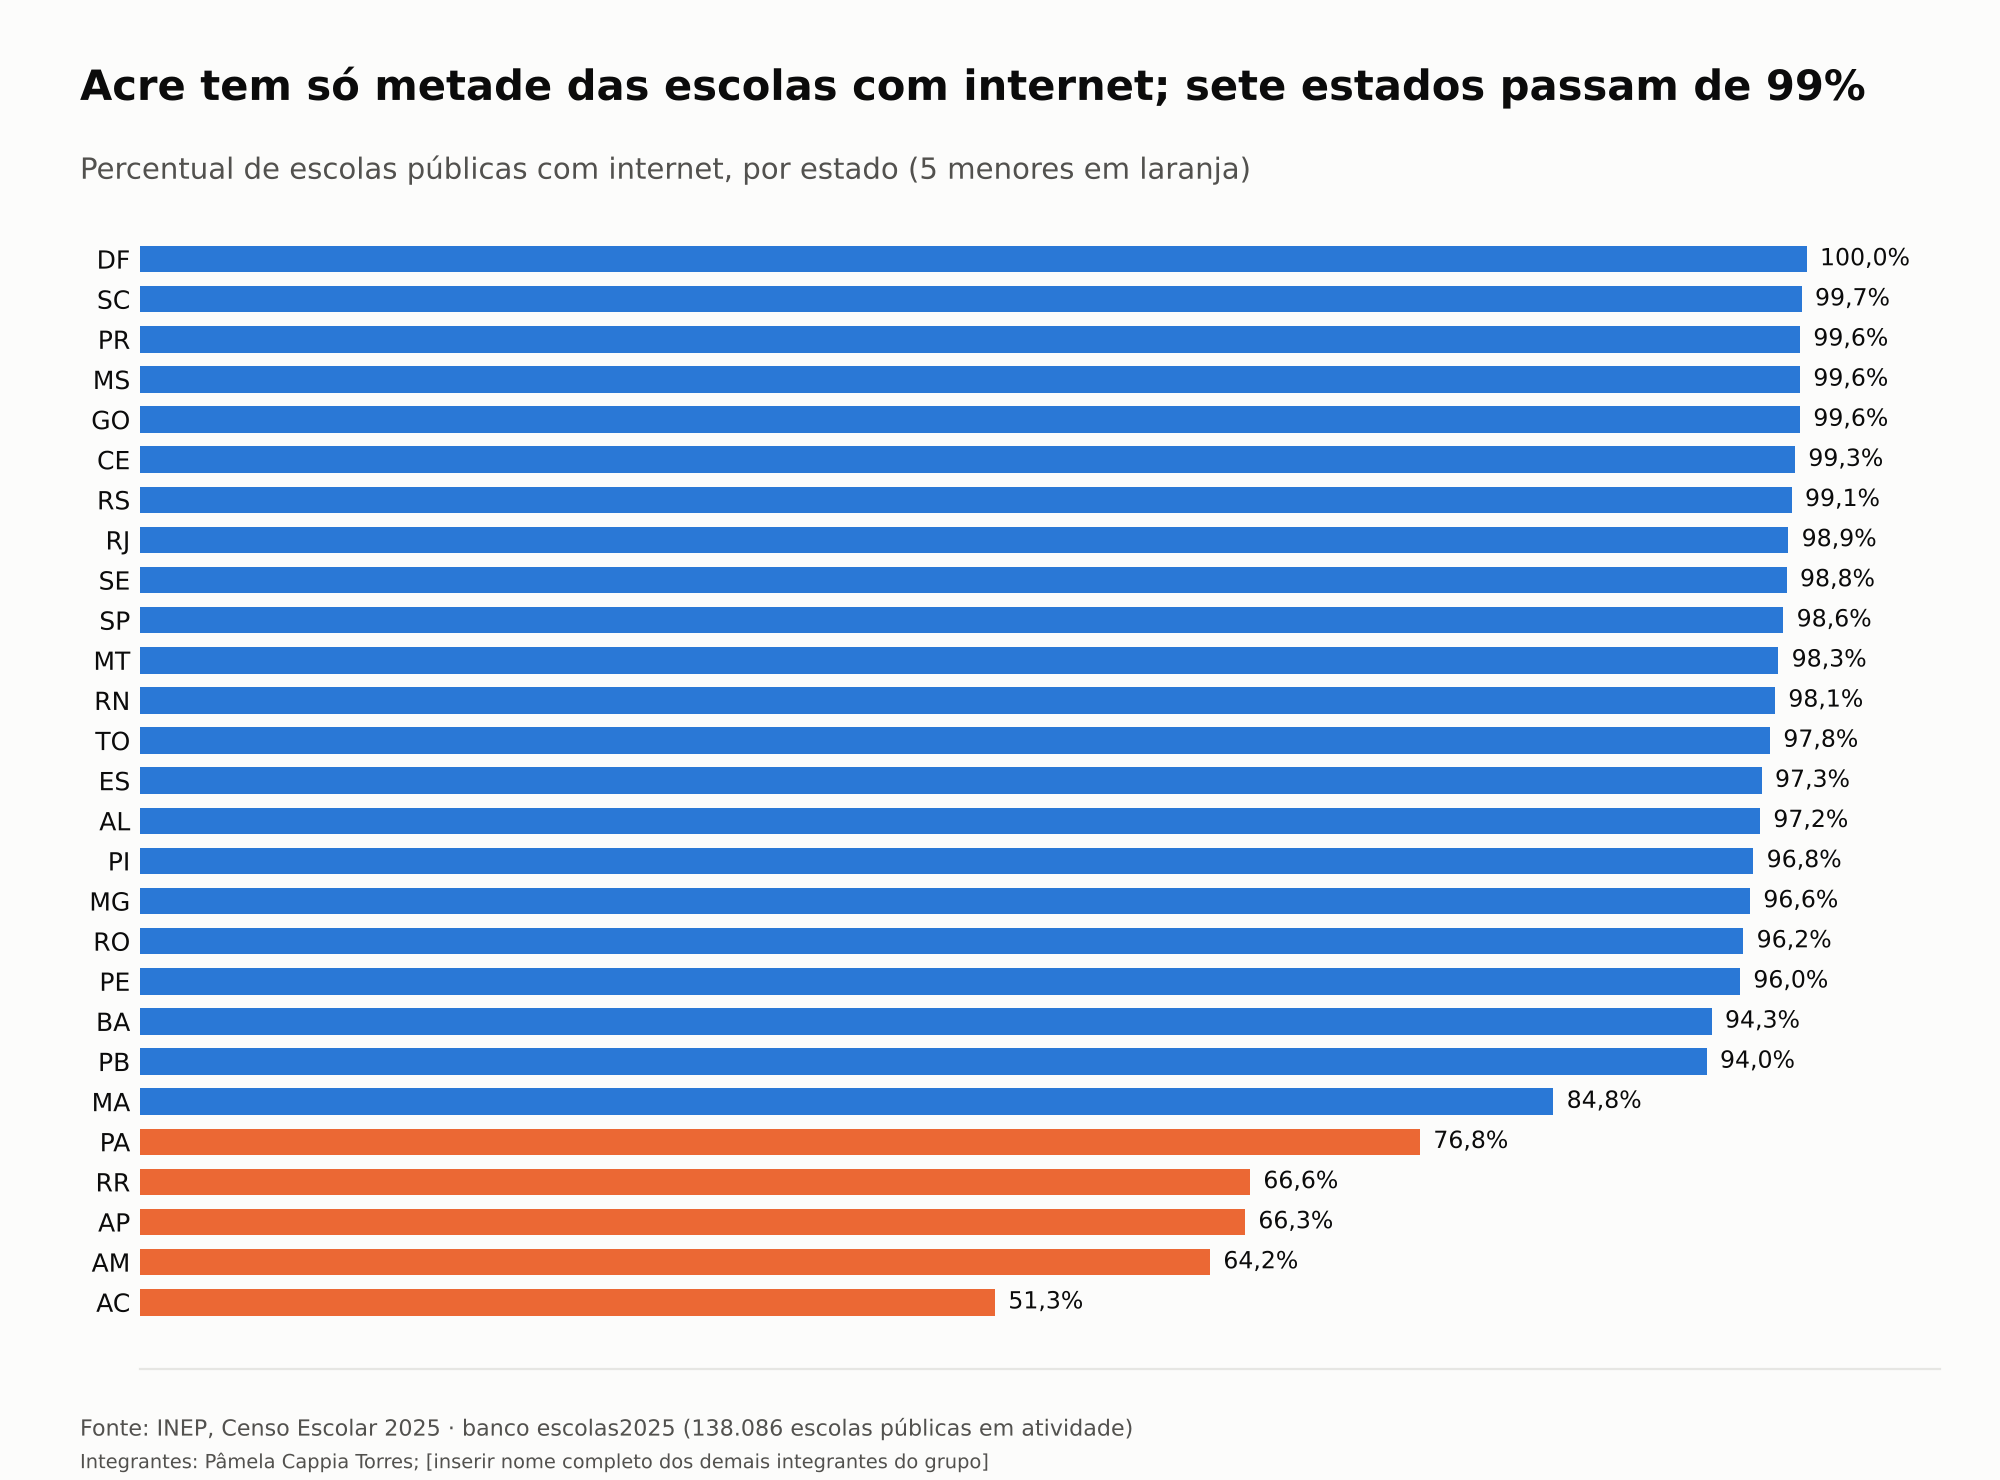 Acre tem só metade das escolas com internet; sete estados passam de 99%
Percentual de escolas públicas com internet, por estado (5 menores em laranja)
DF 100,0%
SC 99,7%
PR 99,6%
MS 99,6%
GO 99,6%
CE 99,3%
RS 99,1%
RJ 98,9%
SE 98,8%
SP 98,6%
MT 98,3%
RN 98,1%
TO 97,8%
ES 97,3%
AL 97,2%
PI 96,8%
MG 96,6%
RO 96,2%
PE 96,0%
BA 94,3%
PB 94,0%
MA 84,8%
PA 76,8%
RR 66,6%
AP 66,3%
AM 64,2%
AC 51,3%
Fonte: INEP, Censo Escolar 2025 · banco escolas2025 (138.086 escolas públicas em atividade)
Integrantes: Pâmela Cappia Torres; [inserir nome completo dos demais integrantes do grupo]